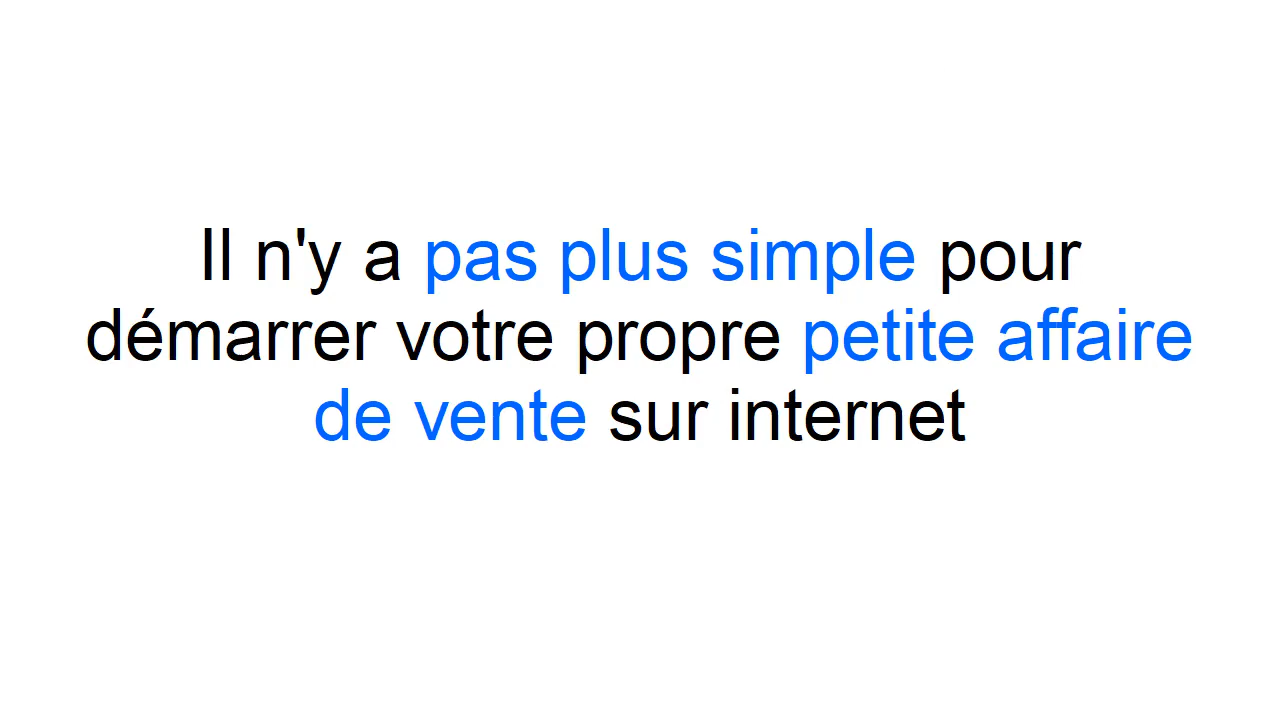 Il n'y a pas plus simple pour
démarrer votre propre petite affaire
de vente sur internet